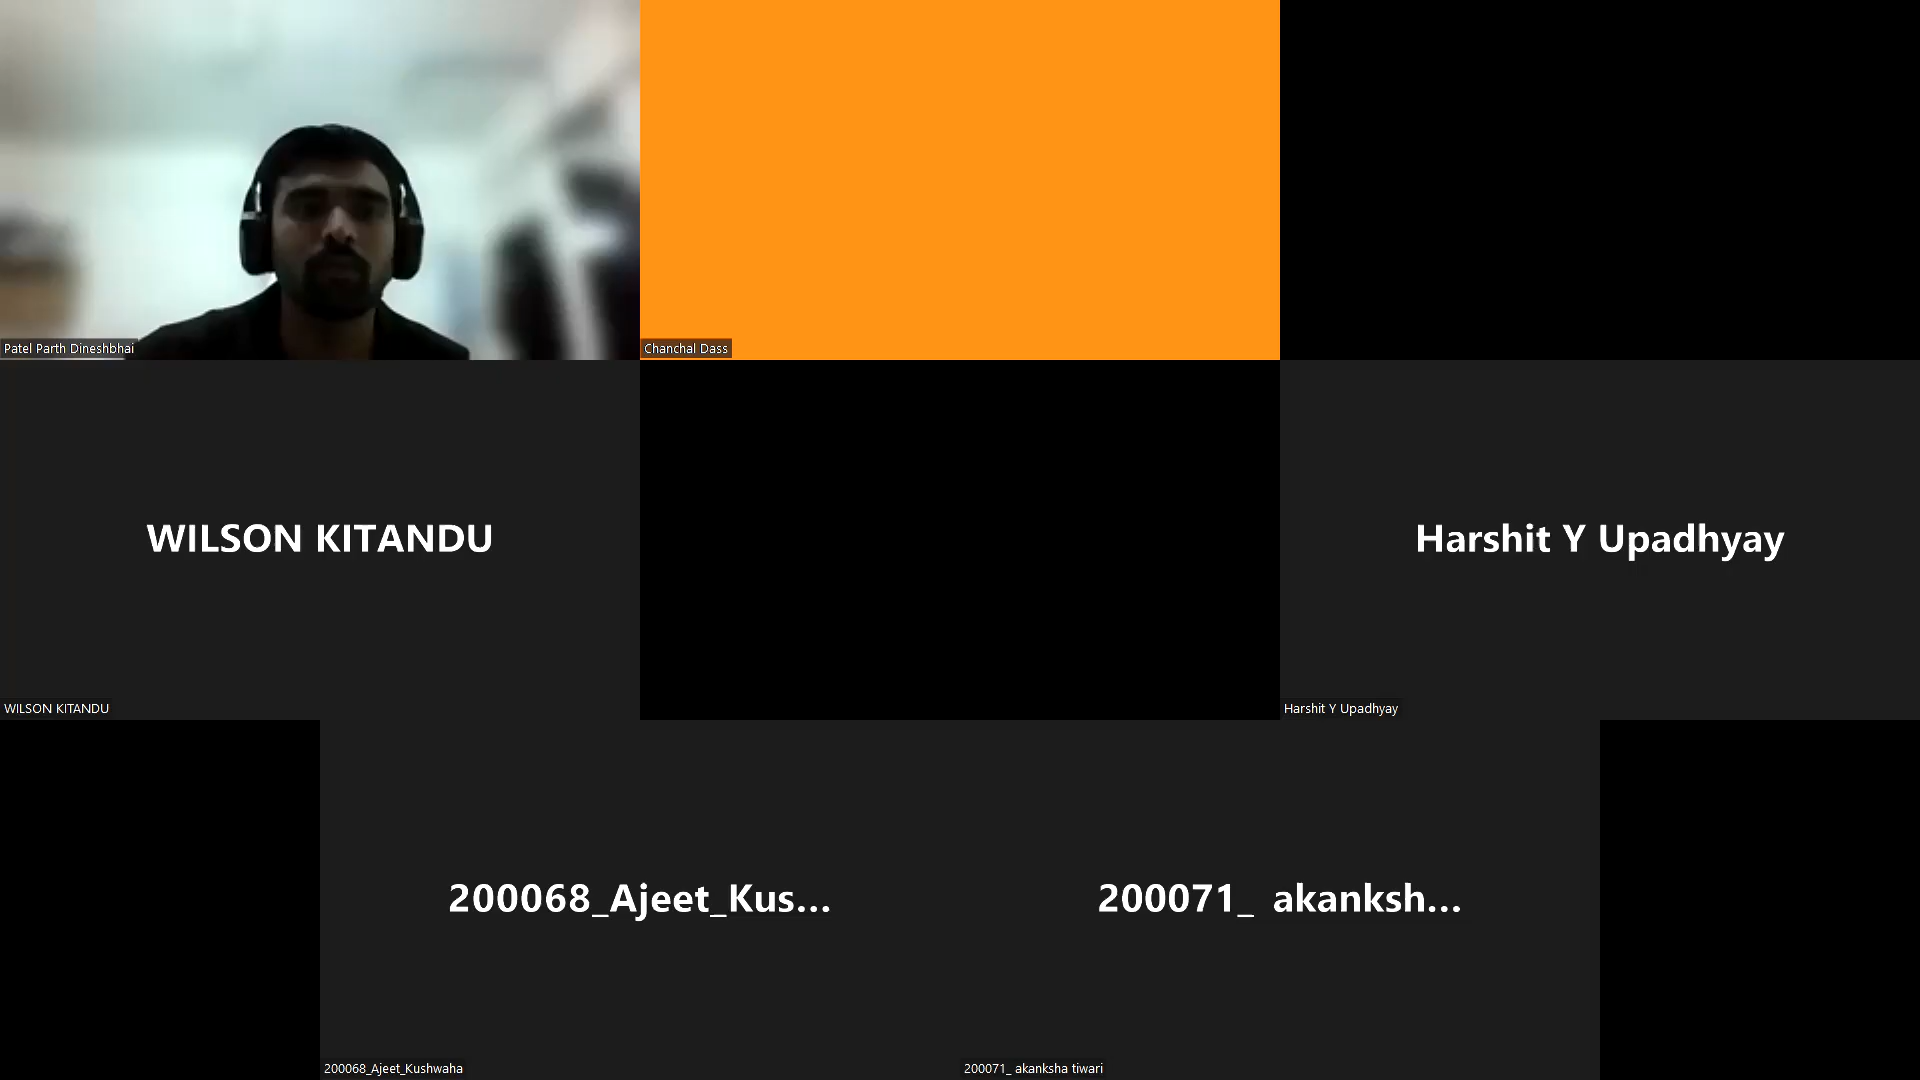 Patel Parth Dineshbhai
Chanchal Dass
WILSON KITANDU
Harshit Y Upadhyay
WILSON KITANDU
Harshit Y Upadhyay
200068_Ajeet_Kus...
200071_ akanksh...
200068_Ajeet_Kushwaha
200071_ akanksha tiwari